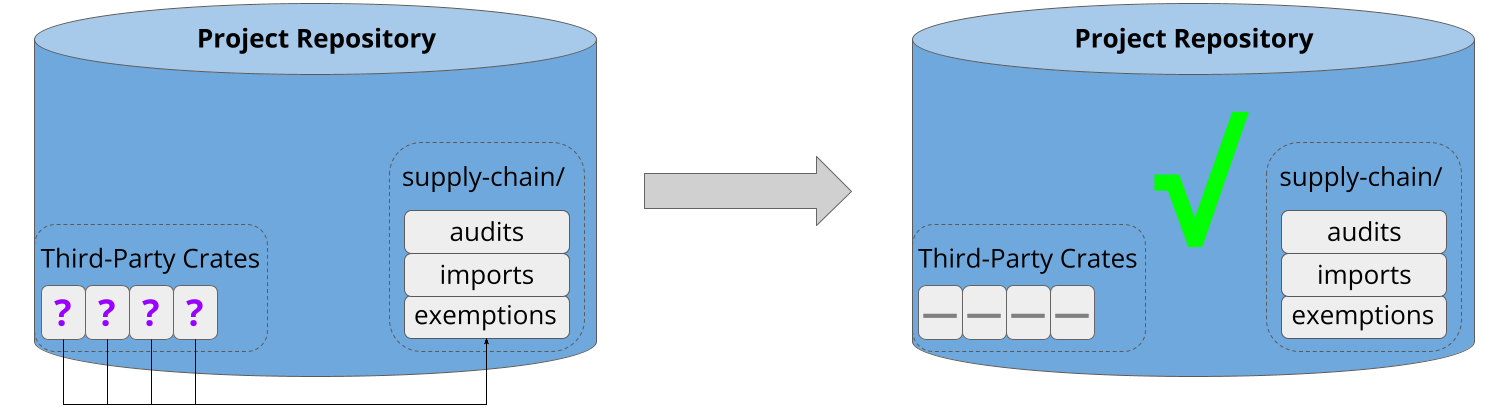 Project Repository
supply-chain/
audits
imports
exemptions
Third-Party Crates
? ? ? ?
Project Repository
√
supply-chain/
audits
imports
exemptions
Third-Party Crates
— — — —